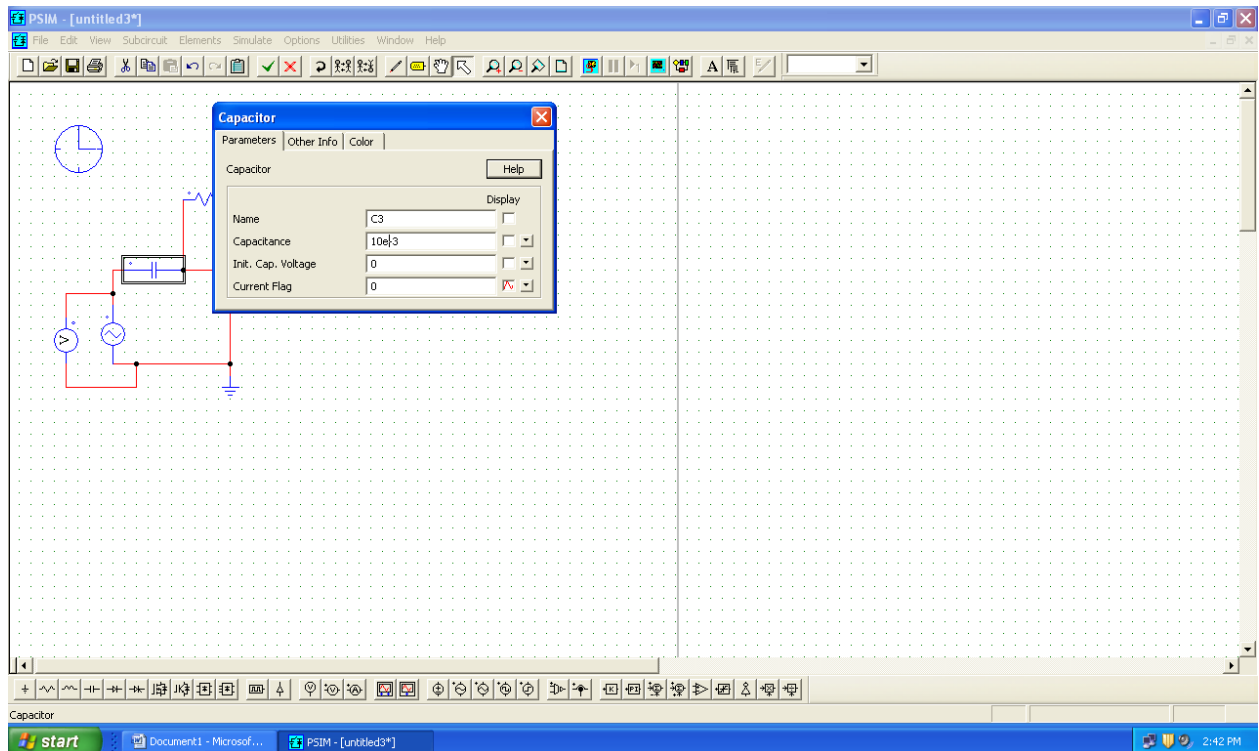 PSIM - [untitled3*]
File Edit View Subcircuit Elements Simulate Options Utilities Window Help
Capacitor
Parameters Other Info Color
Capacitor Help
Display
Name C3
Capacitance 10e-3
Init. Cap. Voltage 0
Current Flag 0
Capacitor
start Document1 - Microsof... PSIM - [untitled3*] 2:42 PM